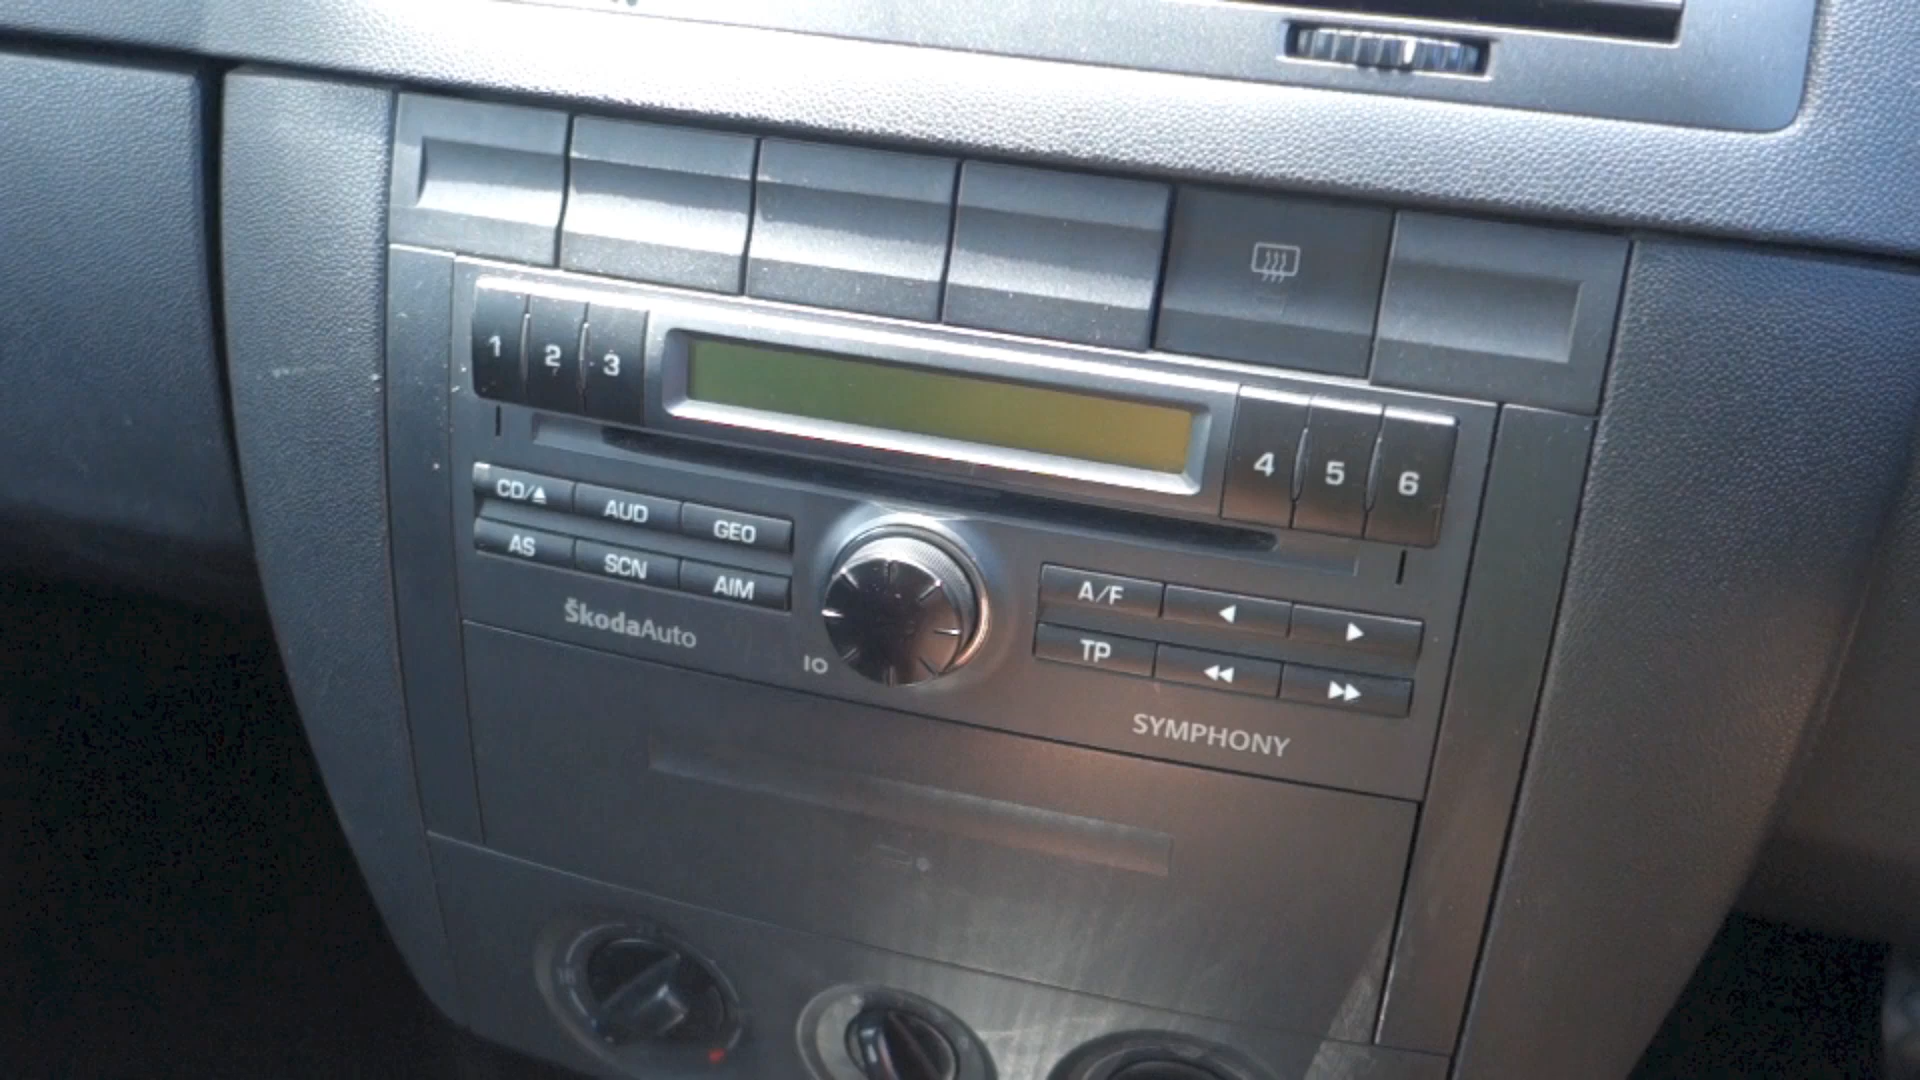 1 2 3
4 5 6
CD/▲ AUD GEO
AS SCN AIM
A/F ◀ ▶
TP ◀◀ ▶▶
ŠkodaAuto
IO
SYMPHONY